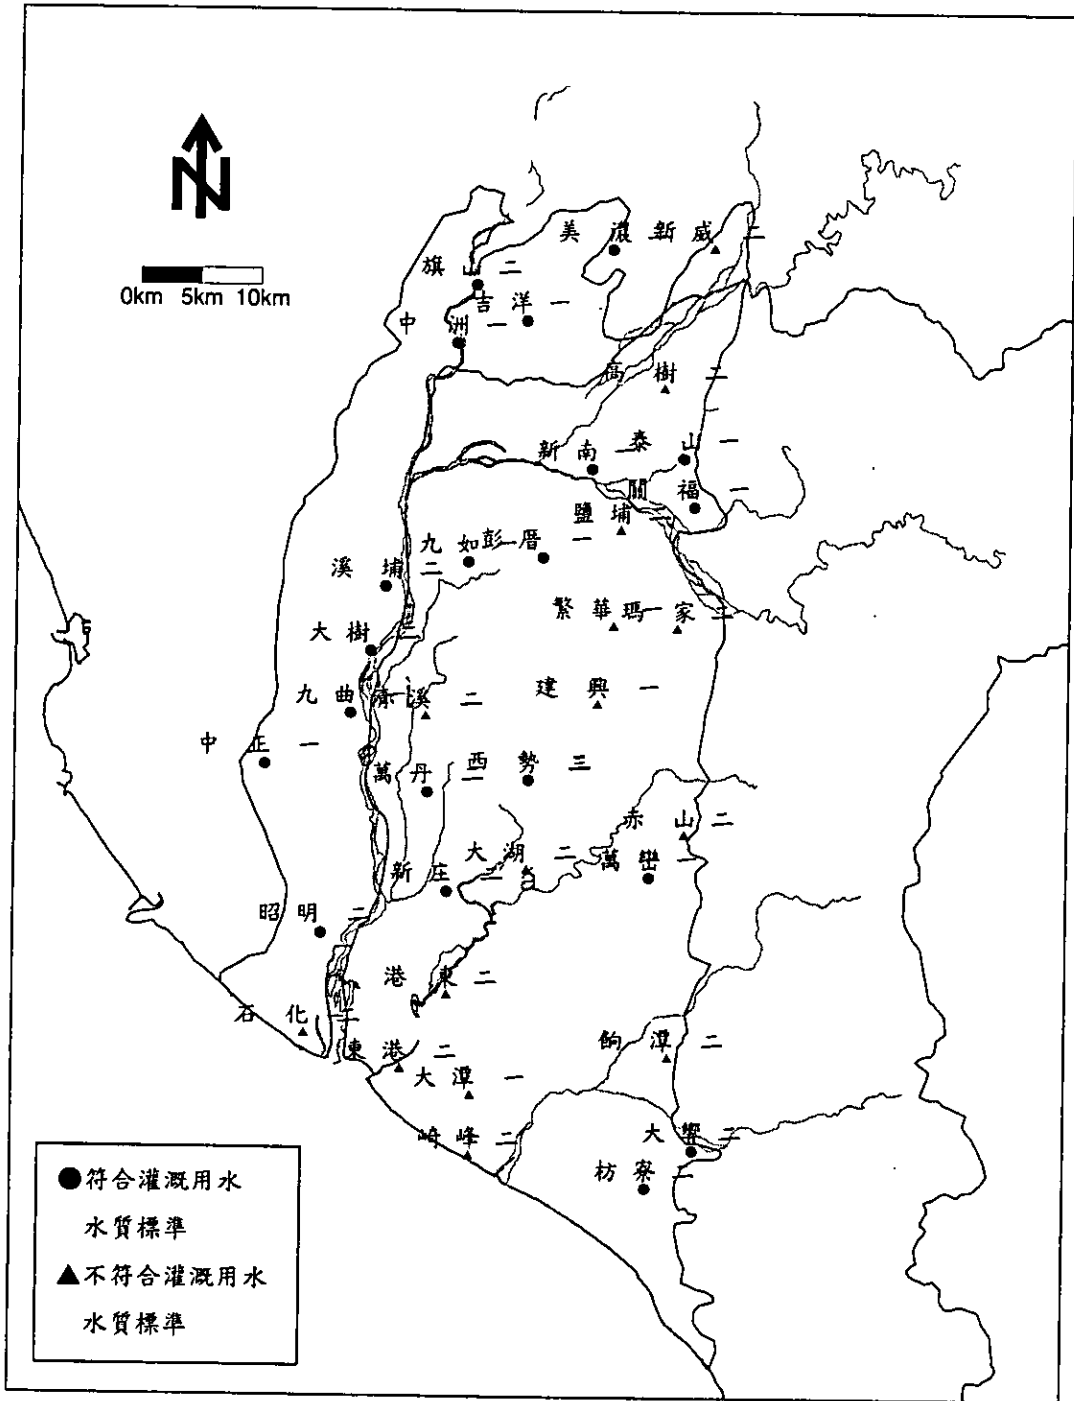 N
0km 5km 10km
美濃
新威二
旗山二
吉洋一
中洲一
高樹二
新南一
泰山一
關福一
鹽埔二
九如
彭厝一
溪埔二
繁華一
瑪家二
大樹二
九曲
溪二
建興一
中正一
萬丹二
西勢三
赤山二
大湖二
萬巒一
新庄二
昭明二
港東二
石化二
餉潭二
東港二
大潭一
崎峰二
大響二
枋寮二
●符合灌溉用水
水質標準
▲不符合灌溉用水
水質標準